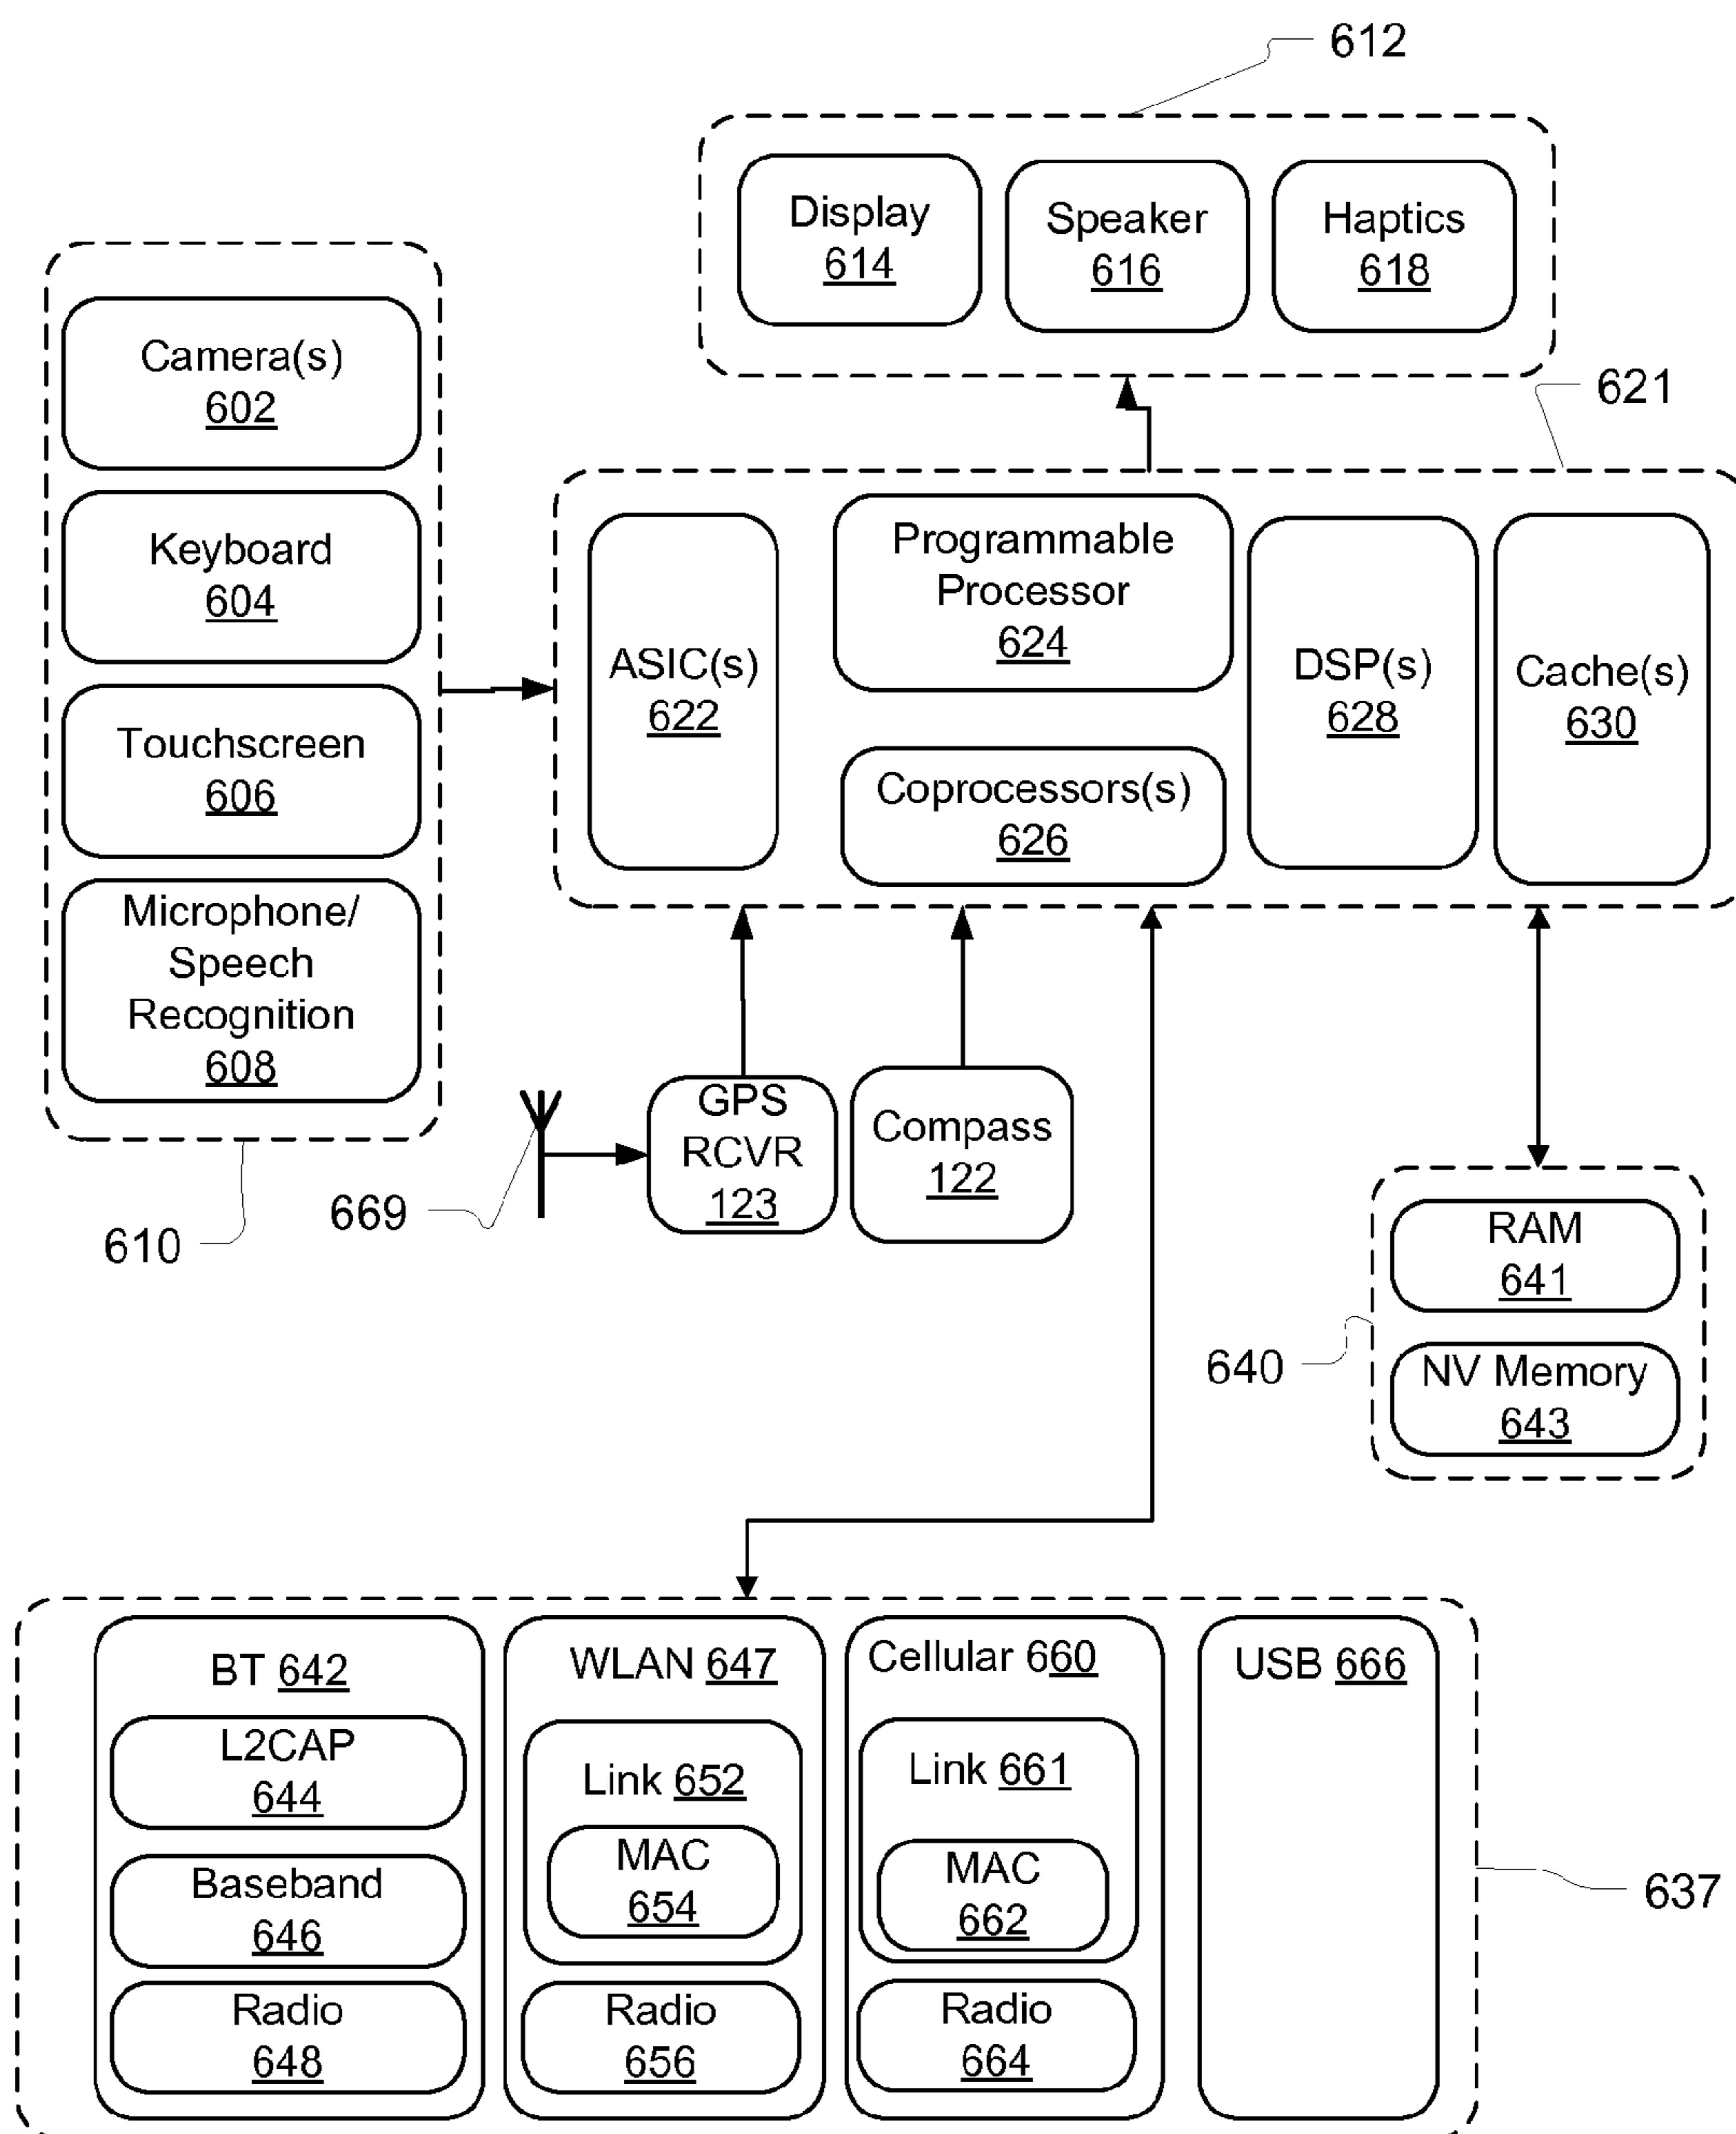 612
Display
614
Speaker
616
Haptics
618
621
Camera(s)
602
Keyboard
604
Touchscreen
606
Microphone/
Speech
Recognition
608
610
ASIC(s)
622
Programmable
Processor
624
Coprocessors(s)
626
DSP(s)
628
Cache(s)
630
669
GPS
RCVR
123
Compass
122
RAM
641
NV Memory
643
640
BT 642
L2CAP
644
Baseband
646
Radio
648
WLAN 647
Link 652
MAC
654
Radio
656
Cellular 660
Link 661
MAC
662
Radio
664
USB 666
637